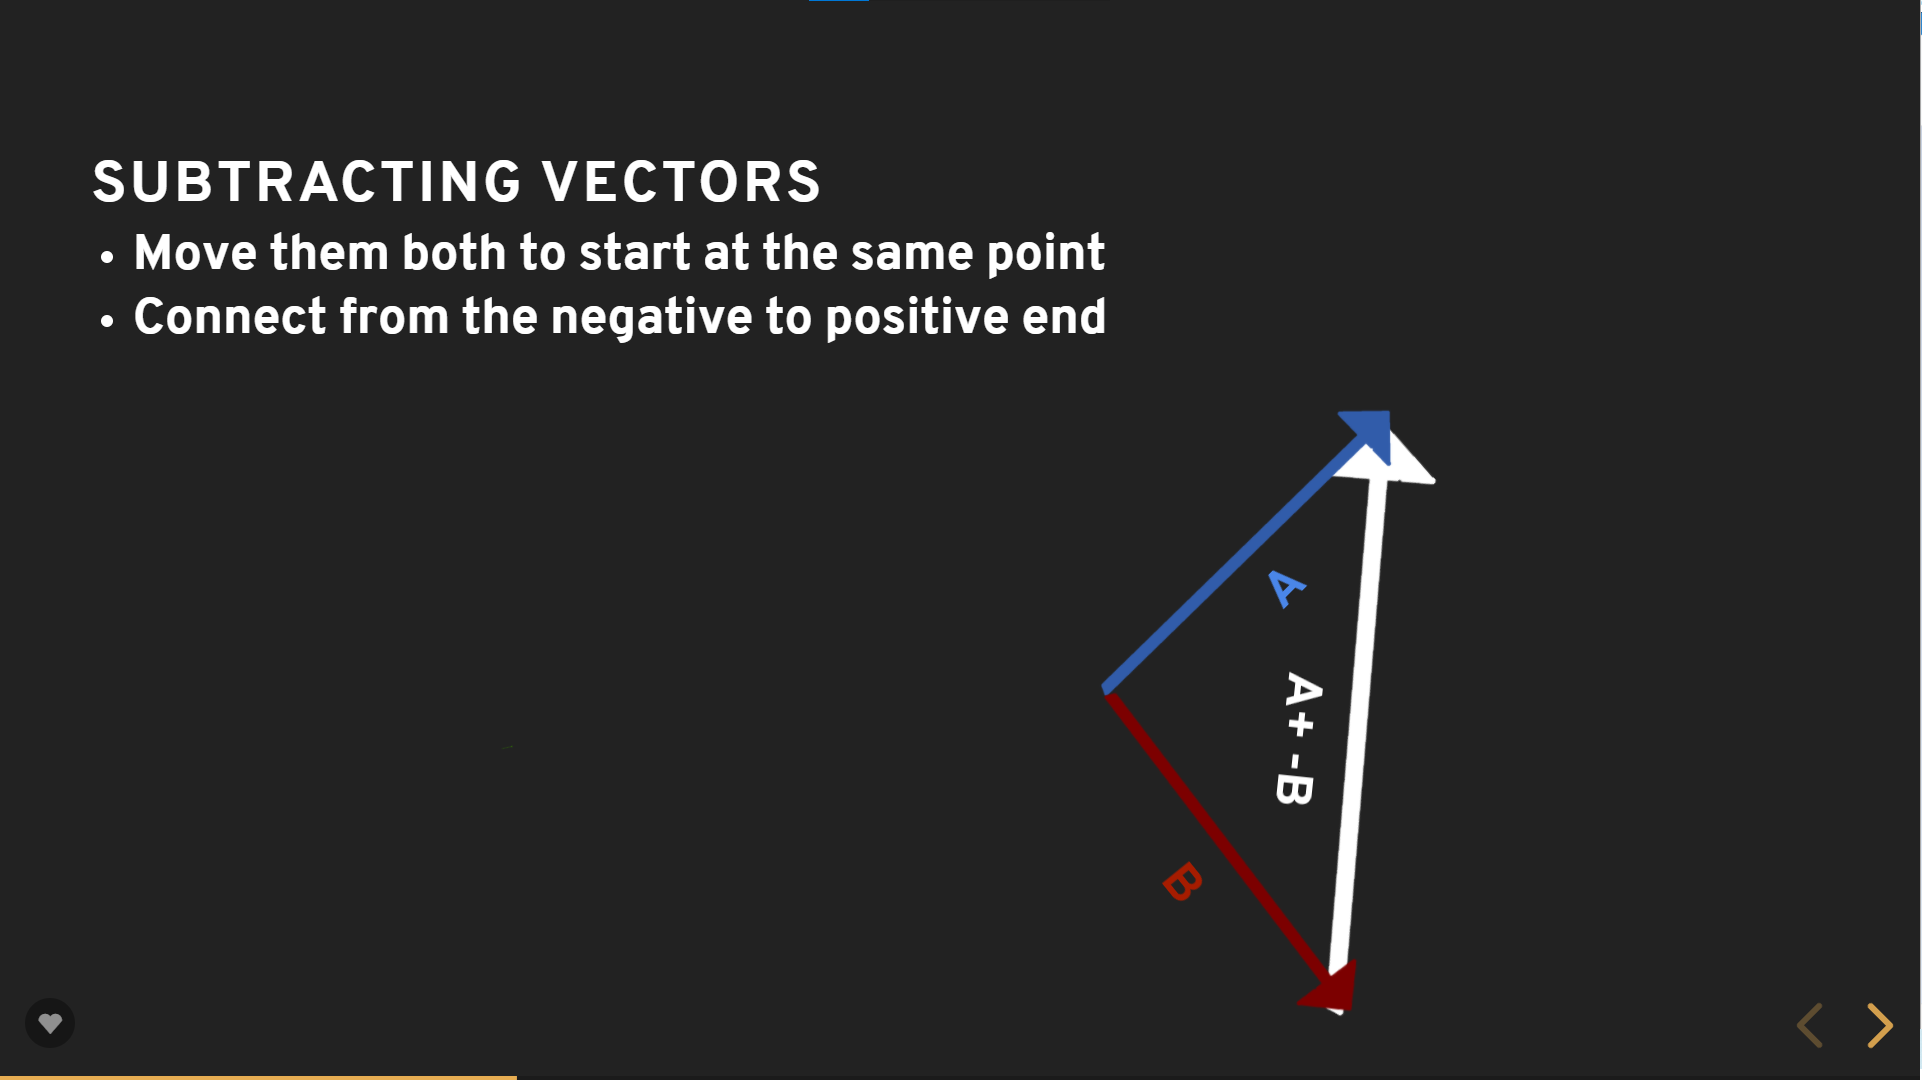 SUBTRACTING VECTORS
• Move them both to start at the same point
• Connect from the negative to positive end
A
A + -B
B